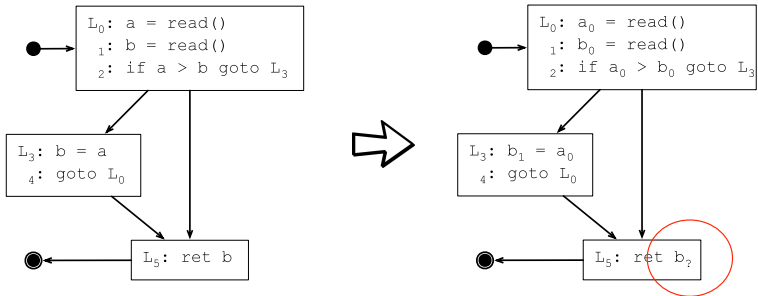 L₀: a = read()
₁: b = read()
₂: if a > b goto L₃
L₃: b = a
₄: goto L₀
L₅: ret b
L₀: a₀ = read()
₁: b₀ = read()
₂: if a₀ > b₀ goto L₃
L₃: b₁ = a₀
₄: goto L₀
L₅: ret b?